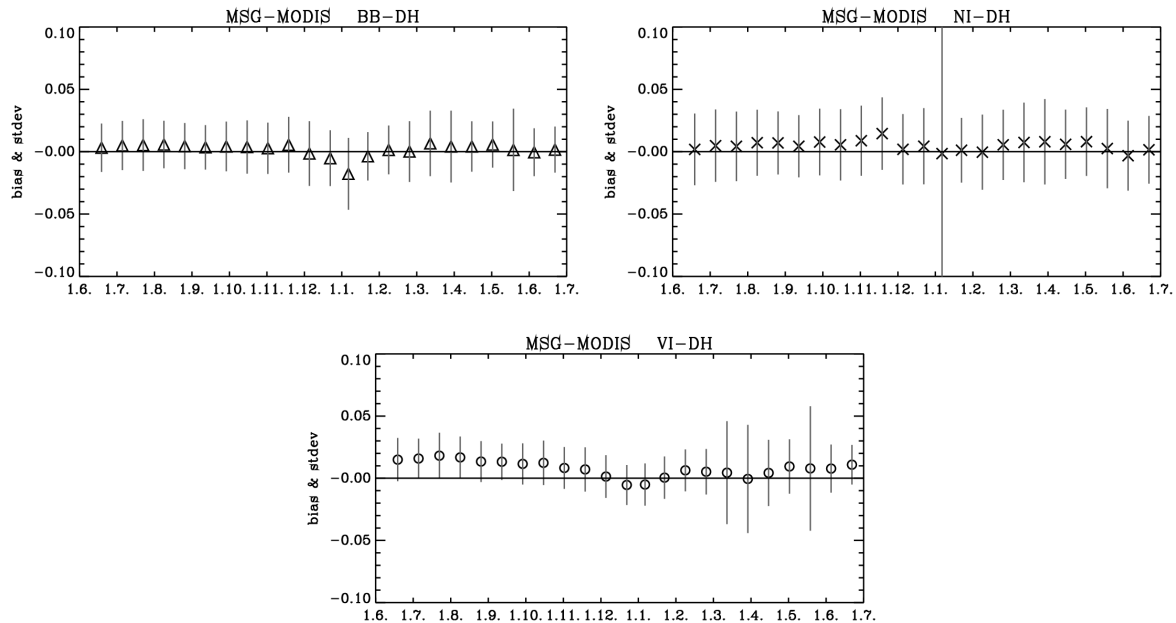 MSG-MODIS BB-DH
0.10
0.05
-0.00
-0.05
-0.10
bias & stdev
1.6. 1.7. 1.8. 1.9. 1.10. 1.11. 1.12. 1.1. 1.2. 1.3. 1.4. 1.5. 1.6. 1.7.
MSG-MODIS NI-DH
0.10
0.05
-0.00
-0.05
-0.10
bias & stdev
1.6. 1.7. 1.8. 1.9. 1.10. 1.11. 1.12. 1.1. 1.2. 1.3. 1.4. 1.5. 1.6. 1.7.
MSG-MODIS VI-DH
0.10
0.05
-0.00
-0.05
-0.10
bias & stdev
1.6. 1.7. 1.8. 1.9. 1.10. 1.11. 1.12. 1.1. 1.2. 1.3. 1.4. 1.5. 1.6. 1.7.